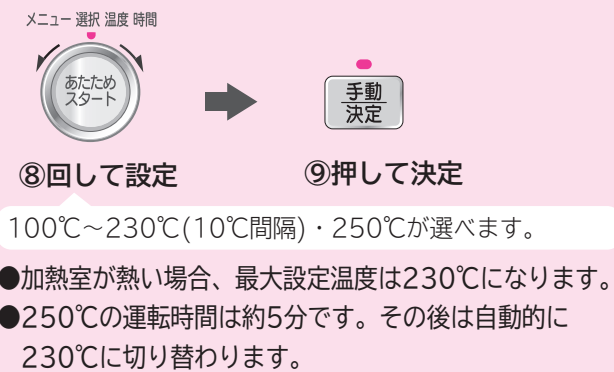 メニュー 選択 温度 時間
あたため
スタート
手動
決定
⑧回して設定
⑨押して決定
100℃～230℃(10℃間隔)・250℃が選べます。
●加熱室が熱い場合、最大設定温度は230℃になります。
●250℃の運転時間は約5分です。その後は自動的に
230℃に切り替わります。